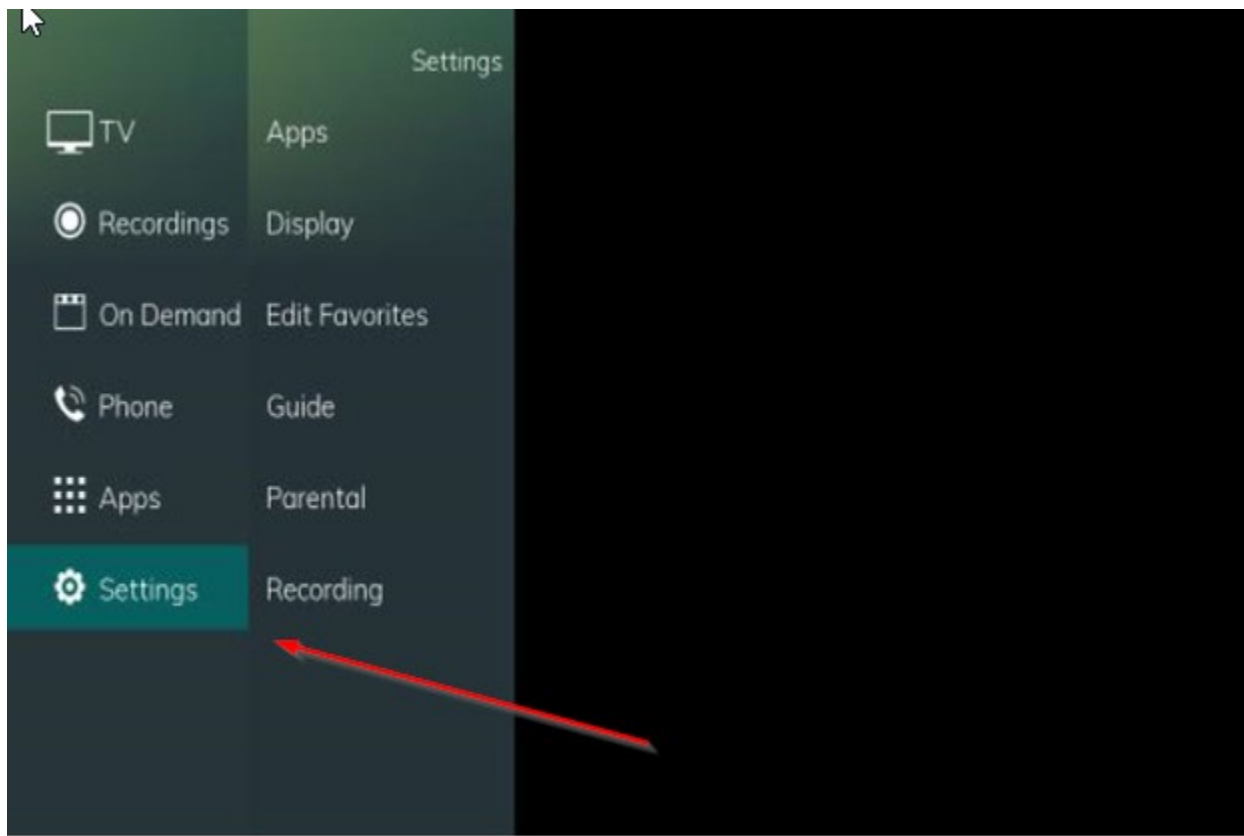 Settings
TV
Apps
Recordings
Display
On Demand
Edit Favorites
Phone
Guide
Apps
Parental
Settings
Recording